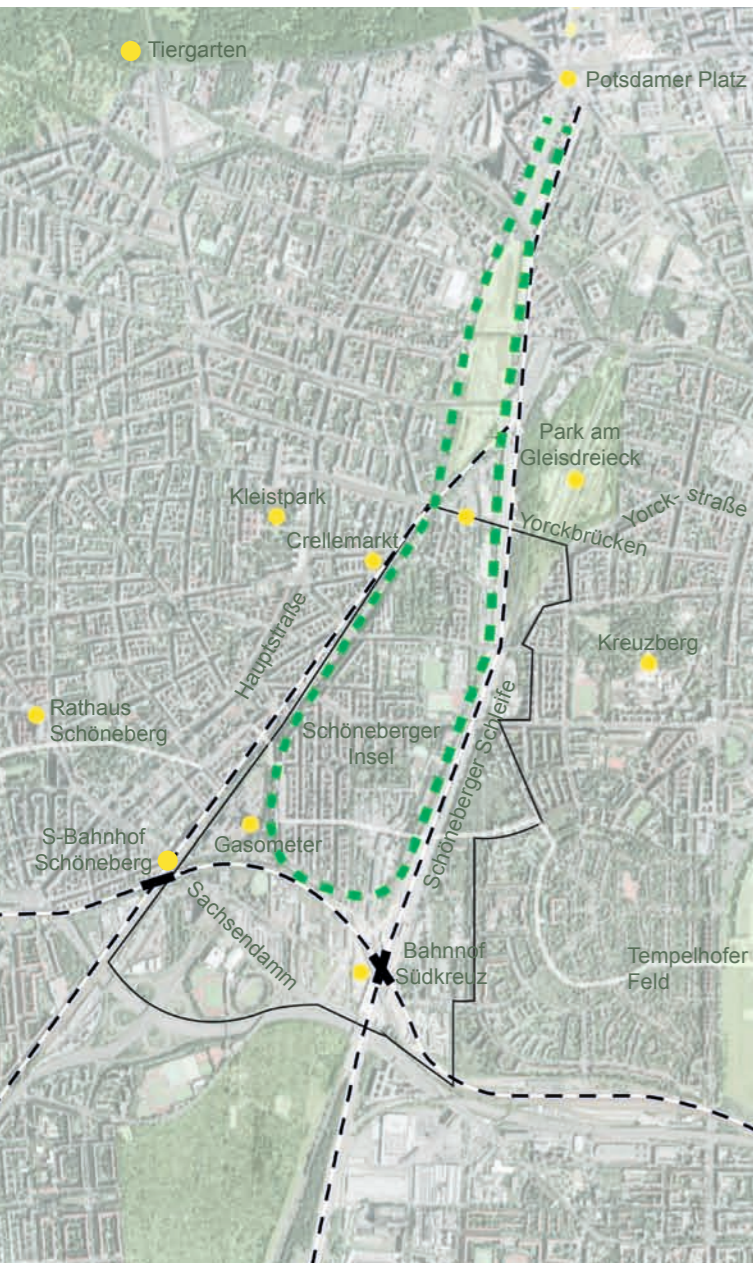 Tiergarten
Potsdamer Platz
Park am
Gleisdreieck
Kleistpark
Yorck- straße
Crellemarkt
Yorckbrücken
Hauptstraße
Kreuzberg
Rathaus
Schöneberg
Schöneberger
Insel
Schöneberger Schleife
S-Bahnhof
Schöneberg
Gasometer
Sachsendamm
Bahnhof
Südkreuz
Tempelhofer
Feld